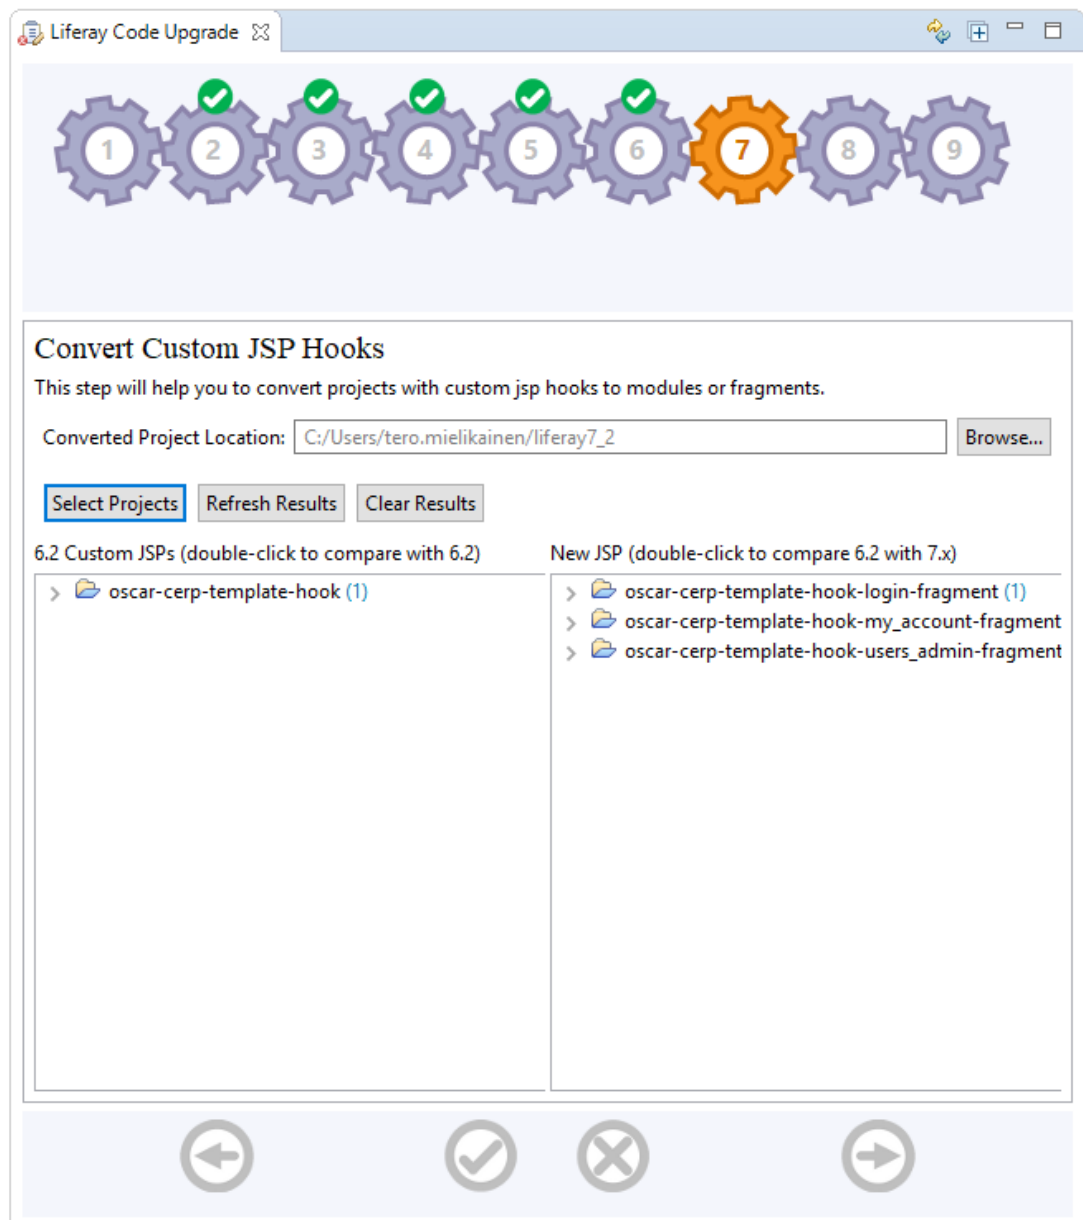 Liferay Code Upgrade
1 2 3 4 5 6 7 8 9
Convert Custom JSP Hooks
This step will help you to convert projects with custom jsp hooks to modules or fragments.
Converted Project Location: C:/Users/tero.mielikainen/liferay7_2 Browse...
Select Projects Refresh Results Clear Results
6.2 Custom JSPs (double-click to compare with 6.2) New JSP (double-click to compare 6.2 with 7.x)
oscar-cerp-template-hook (1) oscar-cerp-template-hook-login-fragment (1)
oscar-cerp-template-hook-my_account-fragment
oscar-cerp-template-hook-users_admin-fragment